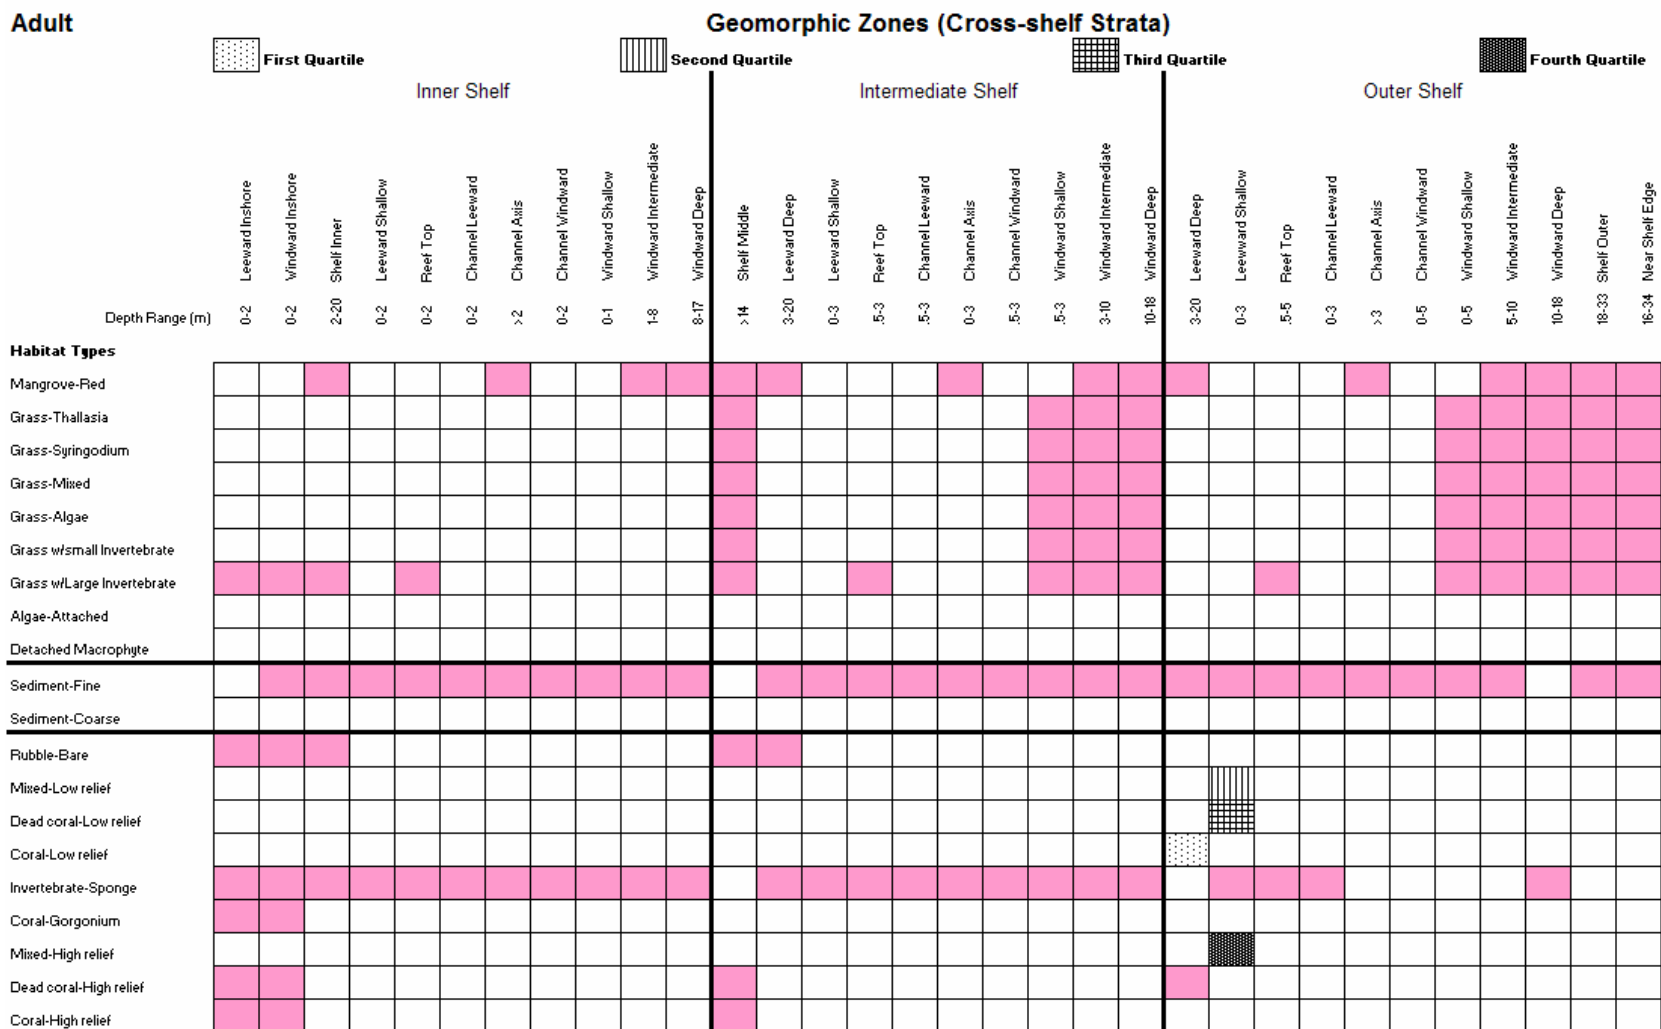 Adult
Geomorphic Zones (Cross-shelf Strata)
First Quartile
Second Quartile
Third Quartile
Fourth Quartile
Inner Shelf
Intermediate Shelf
Outer Shelf
Leeward Inshore
Windward Inshore
Shelf Inner
Leeward Shallow
Reef Top
Channel Leeward
Channel Axis
Channel Windward
Windward Shallow
Windward Intermediate
Windward Deep
Shelf Middle
Leeward Deep
Leeward Shallow
Reef Top
Channel Leeward
Channel Axis
Channel Windward
Windward Shallow
Windward Intermediate
Windward Deep
Leeward Deep
Leeward Shallow
Reef Top
Channel Leeward
Channel Axis
Channel Windward
Windward Shallow
Windward Intermediate
Windward Deep
Shelf Outer
Near Shelf Edge
Depth Range (m) 0-2 0-2 2-20 0-2 0-2 0-2 >2 0-2 0-1 1-8 8-17 >14 3-20 0-3 .5-3 .5-3 0-3 .5-3 .5-3 3-10 10-18 3-20 0-3 .5-5 0-3 >3 0-5 0-5 5-10 10-18 18-33 16-34
Habitat Types
Mangrove-Red
Grass-Thallasia
Grass-Syringodium
Grass-Mixed
Grass-Algae
Grass w/small Invertebrate
Grass w/Large Invertebrate
Algae-Attached
Detached Macrophyte
Sediment-Fine
Sediment-Coarse
Rubble-Bare
Mixed-Low relief
Dead coral-Low relief
Coral-Low relief
Invertebrate-Sponge
Coral-Gorgonium
Mixed-High relief
Dead coral-High relief
Coral-High relief